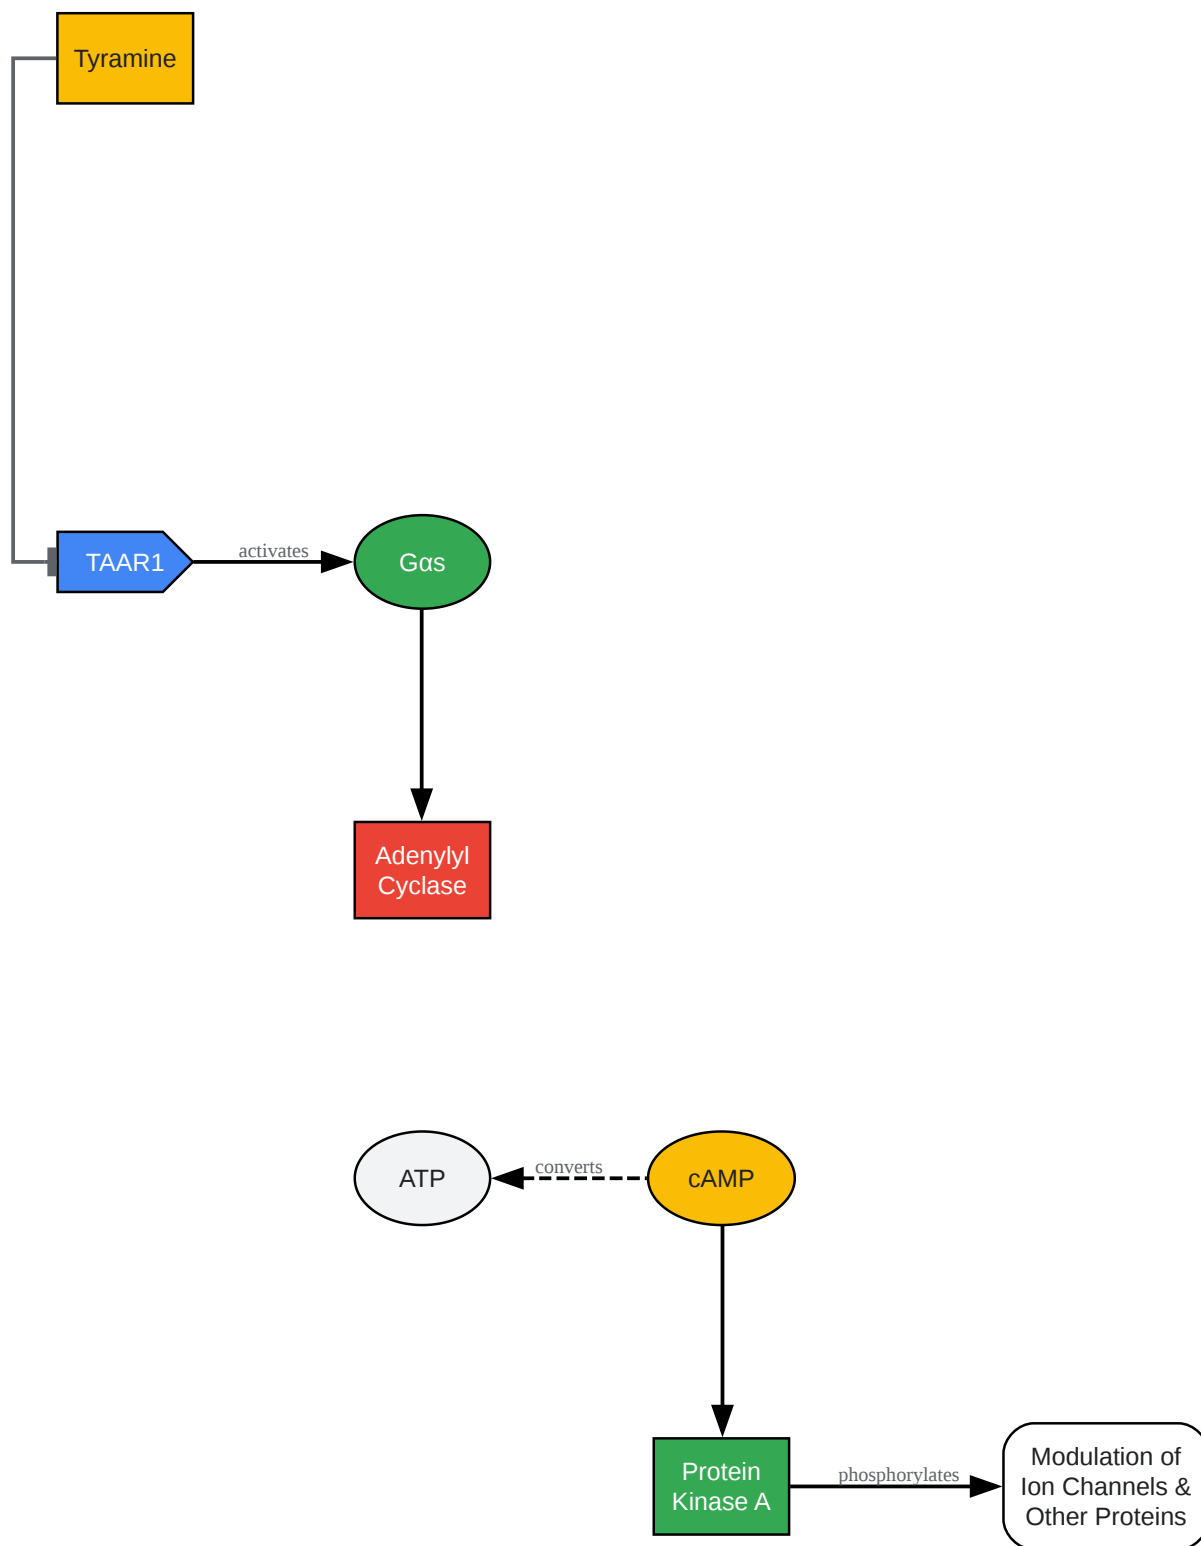 Tyramine
TAAR1
activates
Gαs
Adenylyl
Cyclase
ATP
converts
cAMP
Protein
Kinase A
phosphorylates
Modulation of
Ion Channels &
Other Proteins